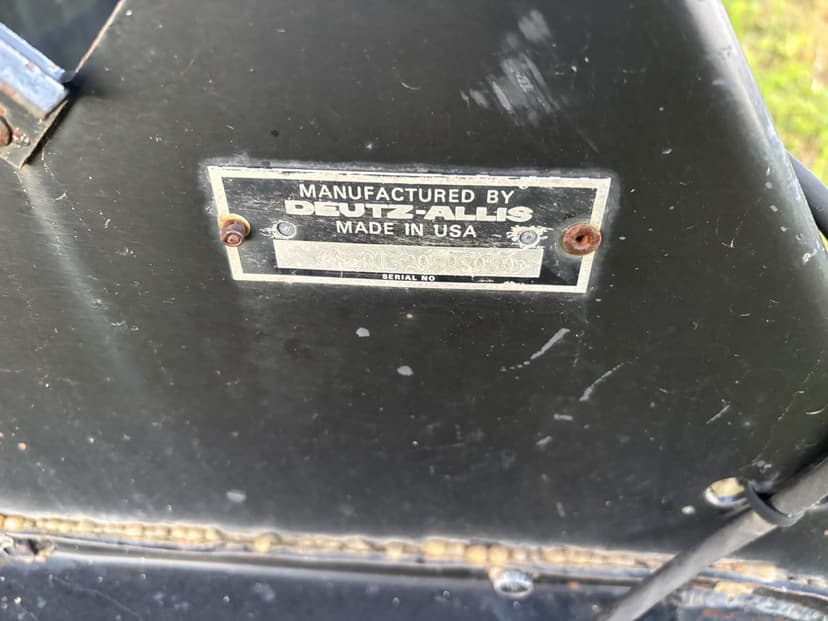 MANUFACTURED BY
DEUTZ-ALLIS
MADE IN USA
SERIAL NO